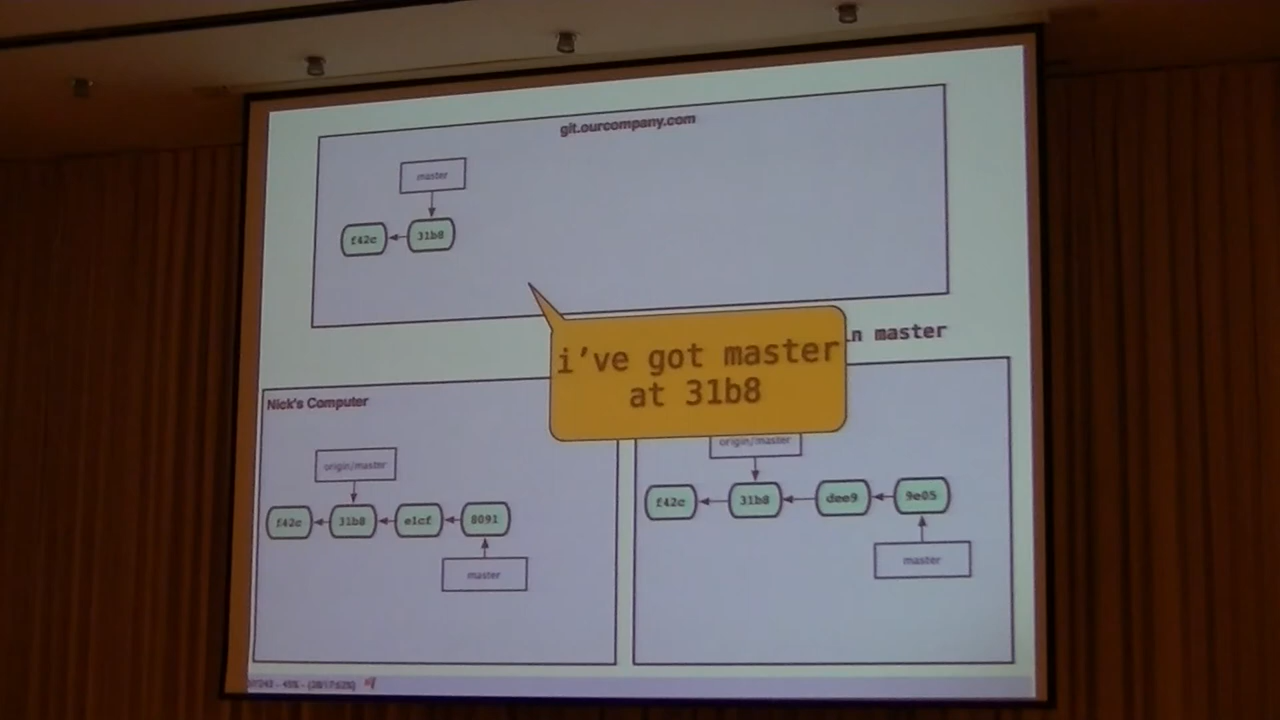 git.ourcompany.com
master
f42c
31b8
i've got master
at 31b8
in master
Nick's Computer
origin/master
f42c
31b8
e1cf
8091
master
origin/master
f42c
31b8
dee9
9e05
master